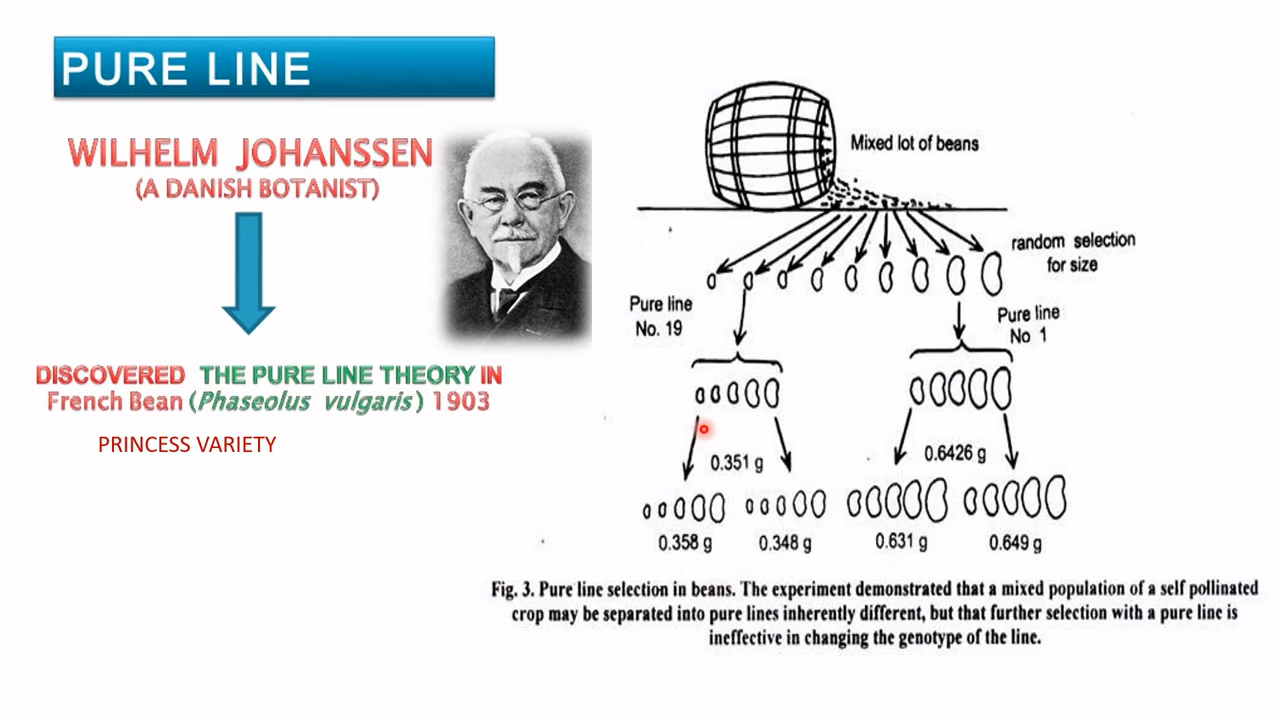 PURE LINE
WILHELM JOHANSSEN
(A DANISH BOTANIST)
DISCOVERED THE PURE LINE THEORY IN
French Bean (Phaseolus vulgaris) 1903
PRINCESS VARIETY
Mixed lot of beans
random selection
for size
Pure line
No. 19
Pure line
No 1
0.351 g
0.6426 g
0.358 g
0.348 g
0.631 g
0.649 g
Fig. 3. Pure line selection in beans. The experiment demonstrated that a mixed population of a self pollinated
crop may be separated into pure lines inherently different, but that further selection with a pure line is
ineffective in changing the genotype of the line.